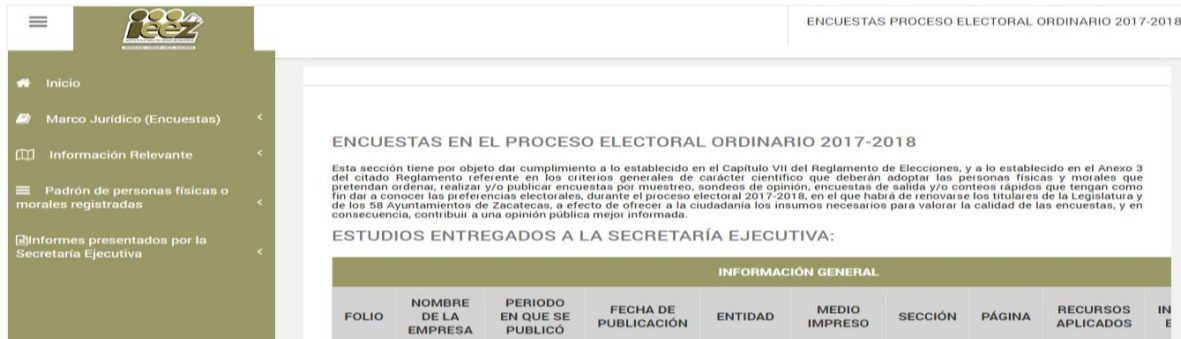 ieez
ENCUESTAS PROCESO ELECTORAL ORDINARIO 2017-2018
Inicio
Marco Jurídico (Encuestas)
Información Relevante
Padrón de personas físicas o
morales registradas
Informes presentados por la
Secretaría Ejecutiva
ENCUESTAS EN EL PROCESO ELECTORAL ORDINARIO 2017-2018
Esta sección tiene por objeto dar cumplimiento a lo establecido en el Capítulo VII del Reglamento de Elecciones, y a lo establecido en el Anexo 3
del citado Reglamento referente en los criterios generales de carácter científico que deberán adoptar las personas físicas y morales que
pretendan ordenar, realizar y/o publicar encuestas por muestreo, sondeos de opinión, encuestas de salida y/o conteos rápidos que tengan como
fin dar a conocer las preferencias electorales, durante el proceso electoral 2017-2018, en el que habrá de renovarse los titulares de la Legislatura y
de los 58 Ayuntamientos de Zacatecas, a efecto de ofrecer a la ciudadanía los insumos necesarios para valorar la calidad de las encuestas, y en
consecuencia, contribuir a una opinión pública mejor informada.
ESTUDIOS ENTREGADOS A LA SECRETARÍA EJECUTIVA:
INFORMACIÓN GENERAL
FOLIO
NOMBRE
DE LA
EMPRESA
PERIODO
EN QUE SE
PUBLICÓ
FECHA DE
PUBLICACIÓN
ENTIDAD
MEDIO
IMPRESO
SECCIÓN
PÁGINA
RECURSOS
APLICADOS